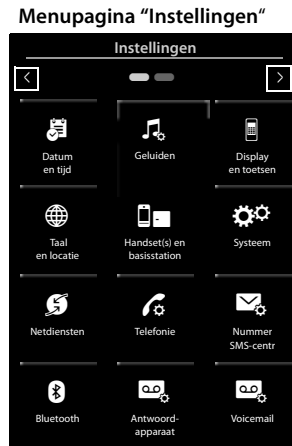 Menupagina “Instellingen“
Instellingen
Datum
en tijd
Geluiden
Display
en toetsen
Taal
en locatie
Handset(s) en
basisstation
Systeem
Netdiensten
Telefonie
Nummer
SMS-centr
Bluetooth
Antwoord-
apparaat
Voicemail